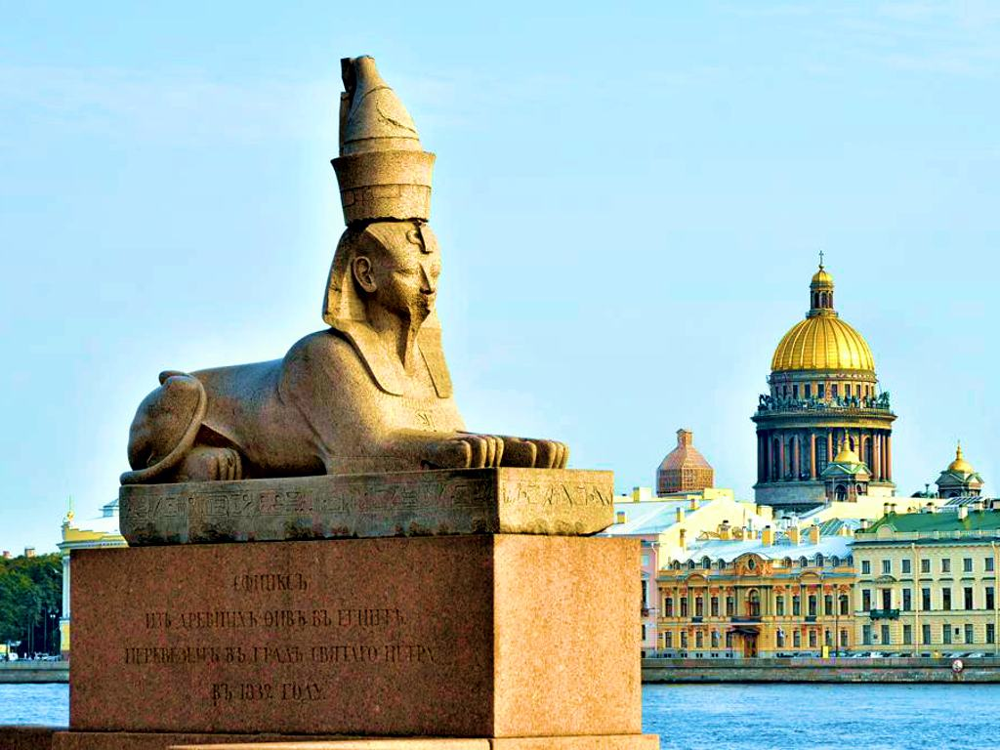 СФИНКСЪ
ИЗЪ ДРЕВНИХЪ ѲИВЪ ВЪ ЕГИПТѢ
ПЕРЕВЕЗЕНЪ ВЪ ГРАДЪ СВЯТАГО ПЕТРА
ВЪ 1832 ГОДУ.